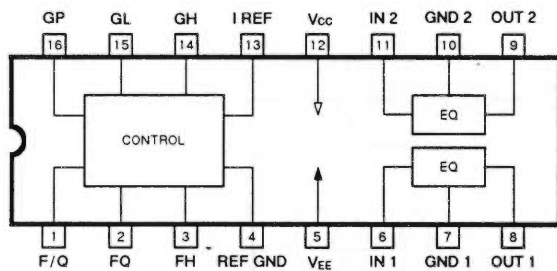 GP GL GH I REF VCC IN 2 GND 2 OUT 2
16 15 14 13 12 11 10 9
EQ
CONTROL
EQ
1 2 3 4 5 6 7 8
F/Q FQ FH REF GND VEE IN 1 GND 1 OUT 1